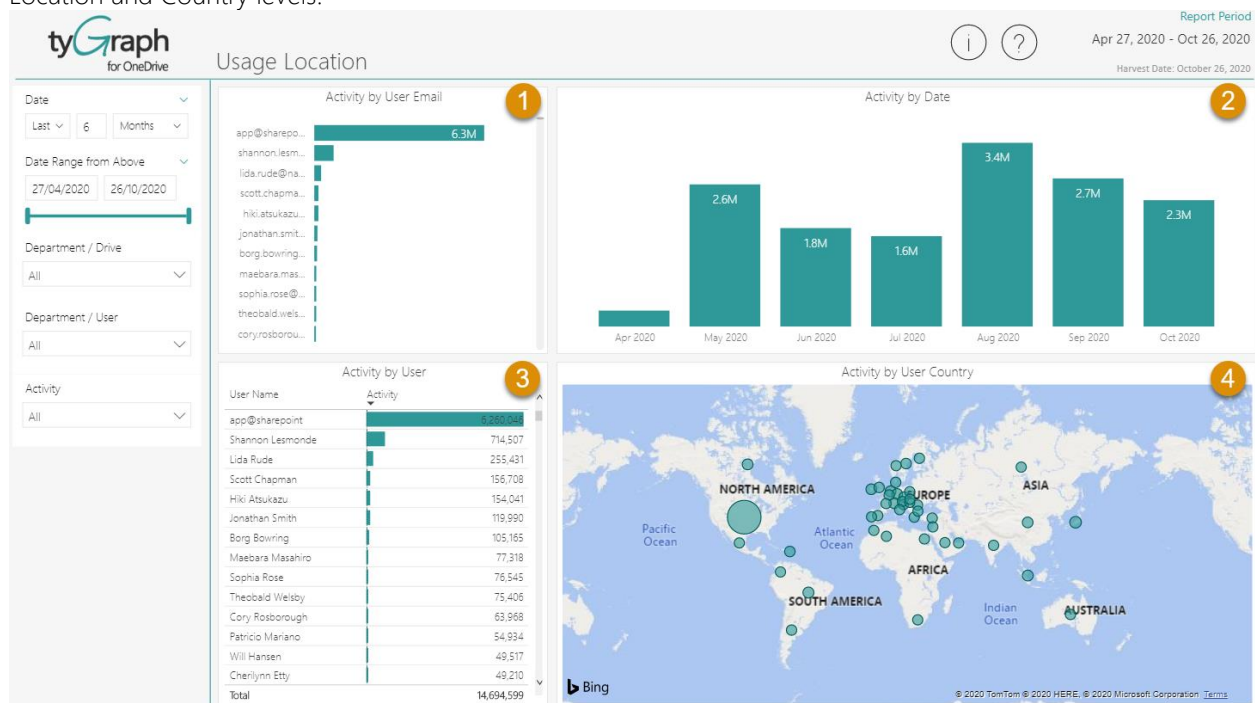 Location and Country levels.
tyGraph
for OneDrive
Usage Location
i
?
Report Period
Apr 27, 2020 - Oct 26, 2020
Harvest Date: October 26, 2020
Date
Last 6 Months
Date Range from Above
27/04/2020 26/10/2020
Department / Drive
All
Department / User
All
Activity
All
Activity by User Email
1
app@sharepo... 6.3M
shannon.lesm...
lida.rude@na...
scott.chapma...
hiki.atsukazu...
jonathan.smit...
borg.bowring...
maebara.mas...
sophia.rose@...
theobald.wels...
cory.rosborou...
Activity by Date
2
2.6M
1.8M
1.6M
3.4M
2.7M
2.3M
Apr 2020 May 2020 Jun 2020 Jul 2020 Aug 2020 Sep 2020 Oct 2020
Activity by User
3
User Name Activity
app@sharepoint 6,260,046
Shannon Lesmonde 714,507
Lida Rude 255,431
Scott Chapman 156,708
Hiki Atsukazu 154,041
Jonathan Smith 119,990
Borg Bowring 105,165
Maebara Masahiro 77,318
Sophia Rose 76,545
Theobald Welsby 75,406
Cory Rosborough 63,968
Patricio Mariano 54,934
Will Hansen 49,517
Cherilynn Etty 49,210
Total 14,694,599
Activity by User Country
4
NORTH AMERICA
EUROPE
ASIA
Pacific
Ocean
Atlantic
Ocean
AFRICA
SOUTH AMERICA
Indian
Ocean
AUSTRALIA
Bing
© 2020 TomTom © 2020 HERE, © 2020 Microsoft Corporation Terms